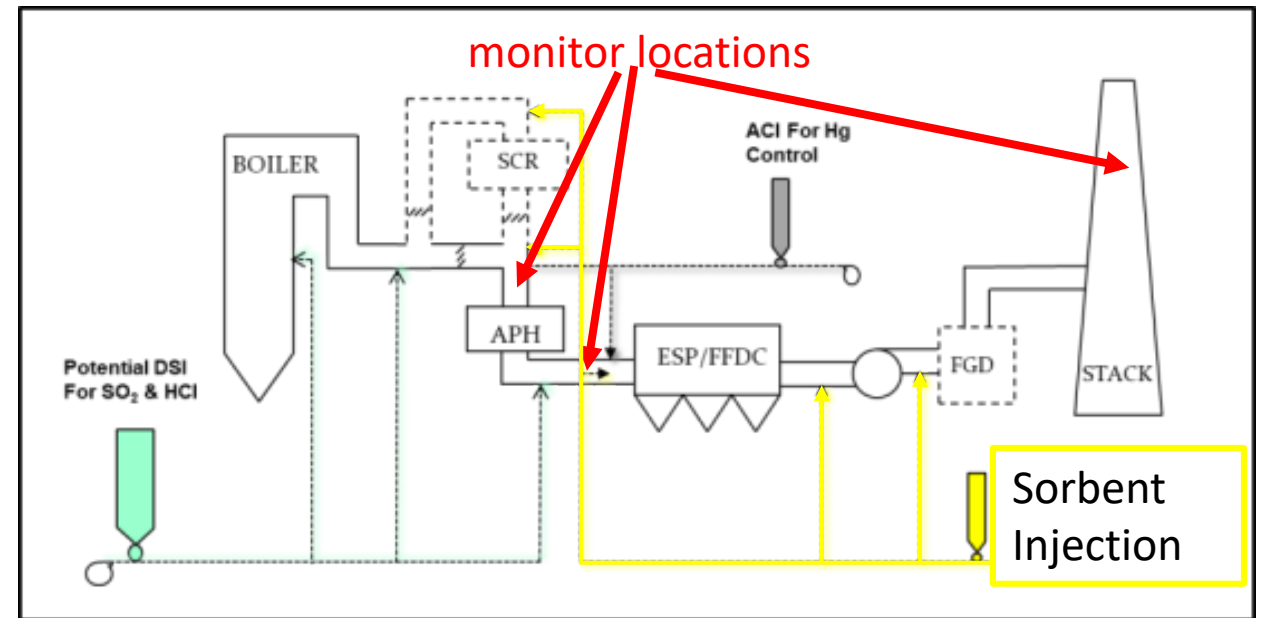 monitor locations
BOILER
SCR
ACI For Hg
Control
APH
ESP/FFDC
FGD
STACK
Potential DSI
For SO₂ & HCl
Sorbent
Injection